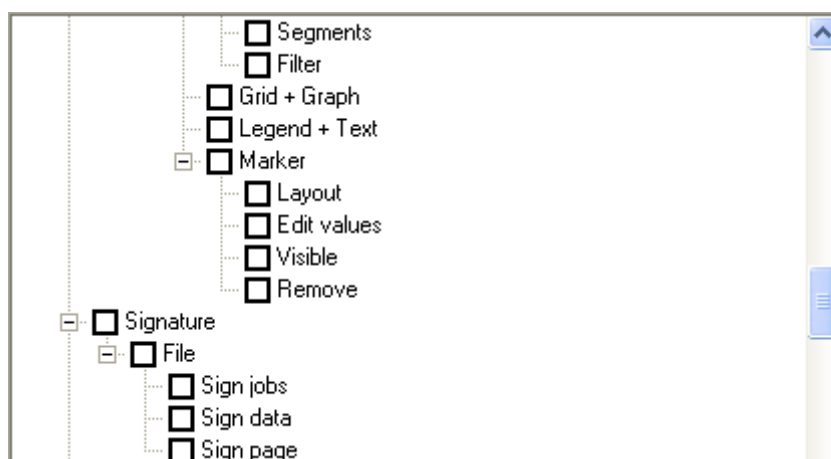 Segments
Filter
Grid + Graph
Legend + Text
Marker
Layout
Edit values
Visible
Remove
Signature
File
Sign jobs
Sign data
Sign page